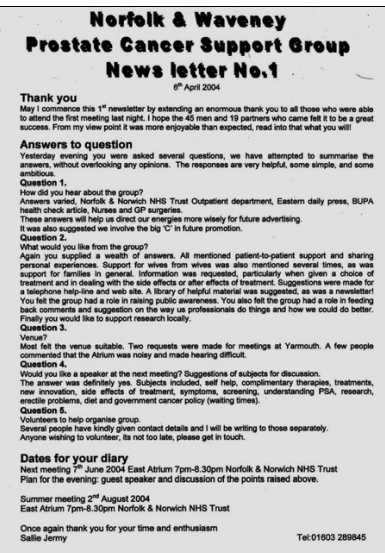 Norfolk & Waveney
Prostate Cancer Support Group
News letter No.1
6th April 2004
Thank you
May I commence this 1st newsletter by extending an enormous thank you to all those who were able
to attend the first meeting last night. I hope the 45 men and 19 partners who came felt it to be a great
success. From my view point it was more enjoyable than expected, read into that what you will!
Answers to question
Yesterday evening you were asked several questions, we have attempted to summarise the
answers, without overlooking any opinions. The responses are very helpful, some simple, and some
ambitious.
Question 1.
How did you hear about the group?
Answers varied, Norfolk & Norwich NHS Trust Outpatient department, Eastern daily press, BUPA
health check article, Nurses and GP surgeries.
These answers will help us direct our energies more wisely for future advertising.
It was also suggested we involve the big 'C' in future promotion.
Question 2.
What would you like from the group?
Again you supplied a wealth of answers. All mentioned patient-to-patient support and sharing
personal experiences. Support for wives from wives was also mentioned several times, as was
support for families in general. Information was requested, particularly when given a choice of
treatment and in dealing with the side effects or after effects of treatment. Suggestions were made for
a telephone help-line and web site. A library of helpful material was suggested, as was a newsletter!
You felt the group had a role in raising public awareness. You also felt the group had a role in feeding
back comments and suggestion on the way us professionals do things and how we could do better.
Finally you would like to support research locally.
Question 3.
Venue?
Most felt the venue suitable. Two requests were made for meetings at Yarmouth. A few people
commented that the Atrium was noisy and made hearing difficult.
Question 4.
Would you like a speaker at the next meeting? Suggestions of subjects for discussion.
The answer was definitely yes. Subjects included, self help, complimentary therapies, treatments,
new innovation, side effects of treatment, symptoms, screening, understanding PSA, research,
erectile problems, diet and government cancer policy (waiting times).
Question 5.
Volunteers to help organise group.
Several people have kindly given contact details and I will be writing to those separately.
Anyone wishing to volunteer, its not too late, please get in touch.
Dates for your diary
Next meeting 7th June 2004 East Atrium 7pm-8.30pm Norfolk & Norwich NHS Trust
Plan for the evening: guest speaker and discussion of the points raised above.
Summer meeting 2nd August 2004
East Atrium 7pm-8.30pm Norfolk & Norwich NHS Trust
Once again thank you for your time and enthusiasm
Sallie Jermy Tel:01603 289845